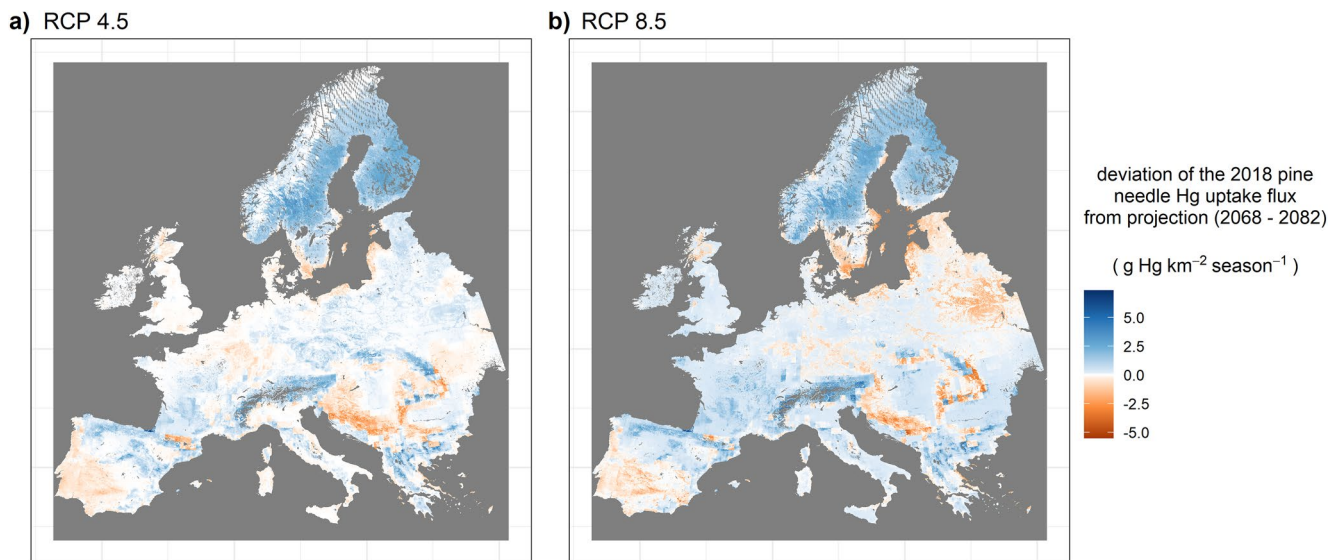 a) RCP 4.5
b) RCP 8.5
deviation of the 2018 pine
needle Hg uptake flux
from projection (2068 - 2082)
( g Hg km−2 season−1 )
5.0
2.5
0.0
-2.5
-5.0